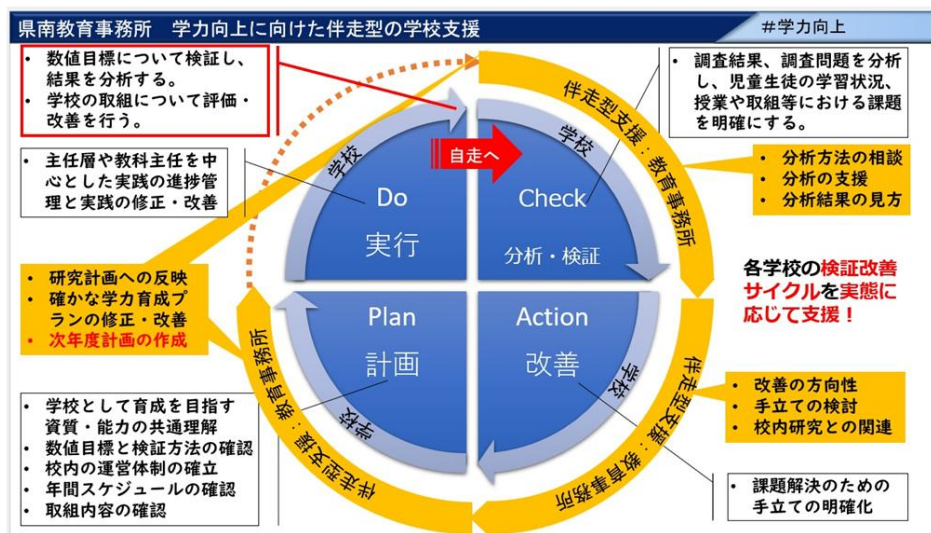 県南教育事務所　学力向上に向けた伴走型の学校支援
#学力向上
• 数値目標について検証し、
結果を分析する。
• 学校の取組について評価・
改善を行う。
• 主任層や教科主任を中
心とした実践の進捗管
理と実践の修正・改善
• 研究計画への反映
• 確かな学力育成プ
ランの修正・改善
• 次年度計画の作成
• 学校として育成を目指す
資質・能力の共通理解
• 数値目標と検証方法の確認
• 校内の運営体制の確立
• 年間スケジュールの確認
• 取組内容の確認
学校
Do
実行
自走へ
学校
Check
分析・検証
Plan
計画
学校
Action
改善
学校
伴走型支援：教育事務所
伴走型支援：教育事務所
伴走型支援：教育事務所
• 調査結果、調査問題を分析
し、児童生徒の学習状況、
授業や取組等における課題
を明確にする。
• 分析方法の相談
• 分析の支援
• 分析結果の見方
各学校の検証改善
サイクルを実態に
応じて支援！
• 改善の方向性
• 手立ての検討
• 校内研究との関連
• 課題解決のための
手立ての明確化